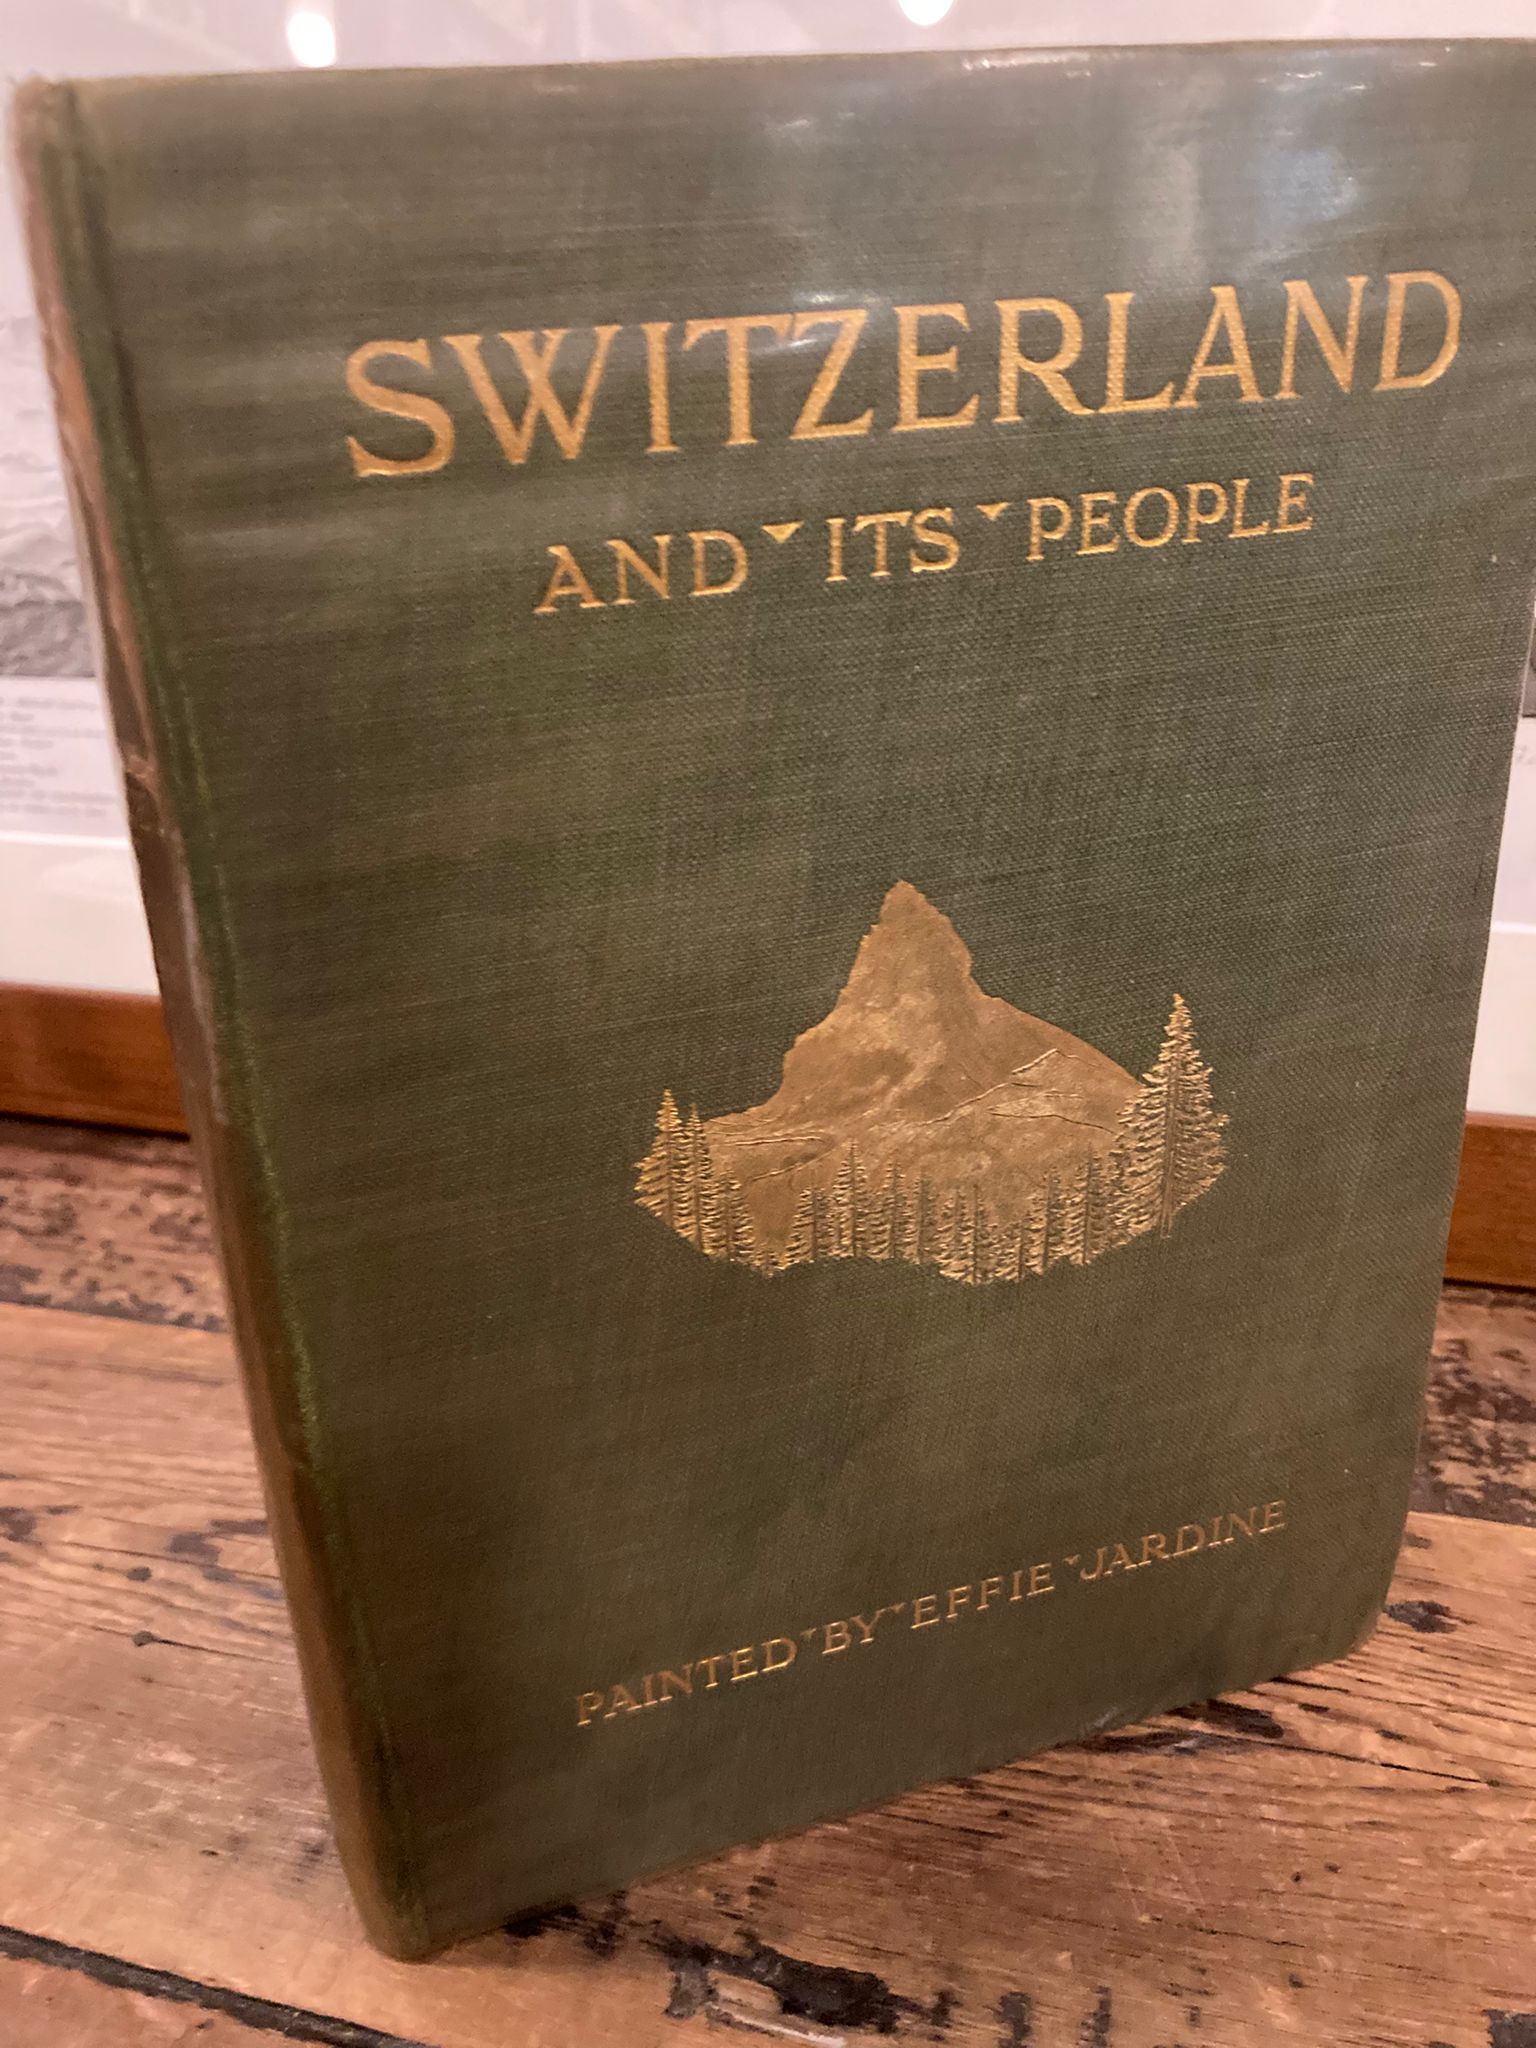 SWITZERLAND
AND ITS PEOPLE
PAINTED BY EFFIE JARDINE